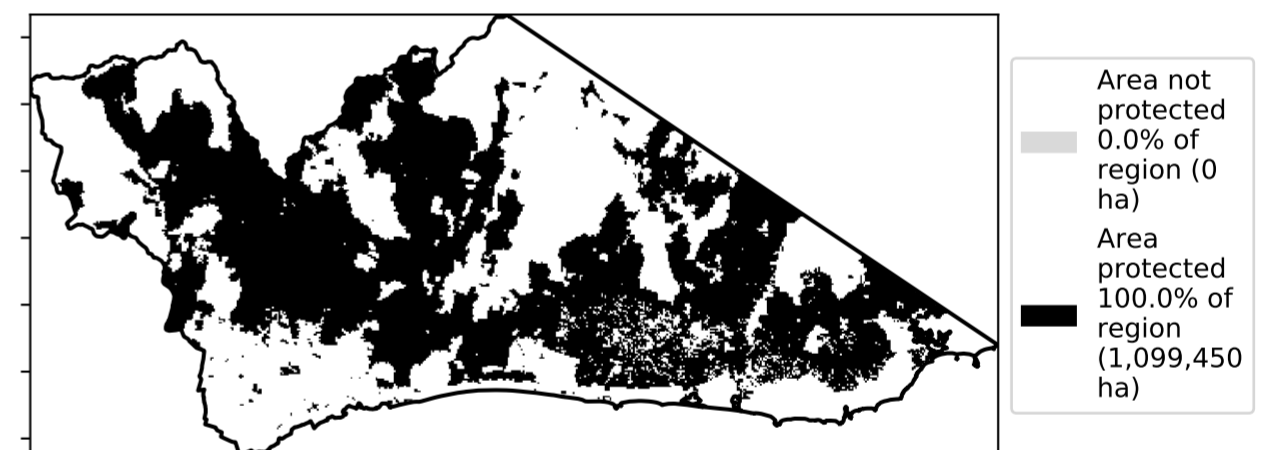 Area not
protected
0.0% of
region (0
ha)
Area
protected
100.0% of
region
(1,099,450
ha)